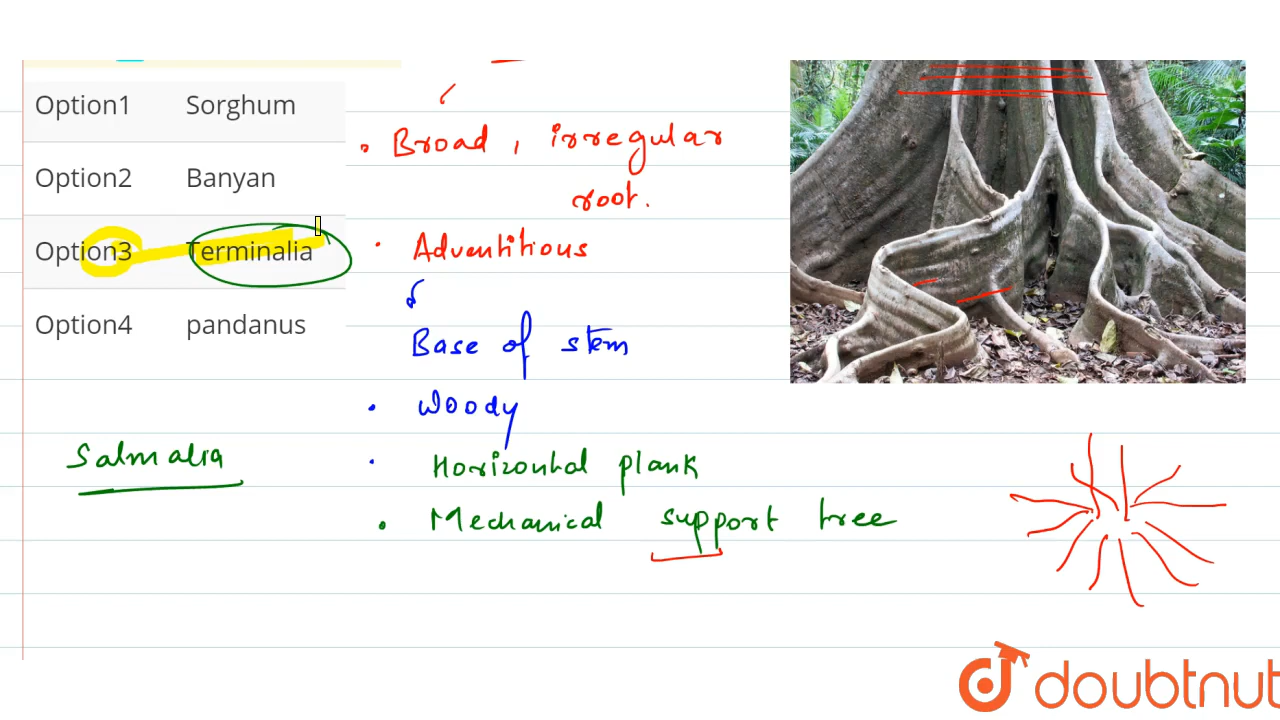 Option1 Sorghum
Option2 Banyan
Option3 Terminalia
Option4 pandanus
• Broad, irregular
root.
• Adventitious
Base of stem
• Woody
Salmalia
• Horizontal plank
• Mechanical support tree
doubtnut